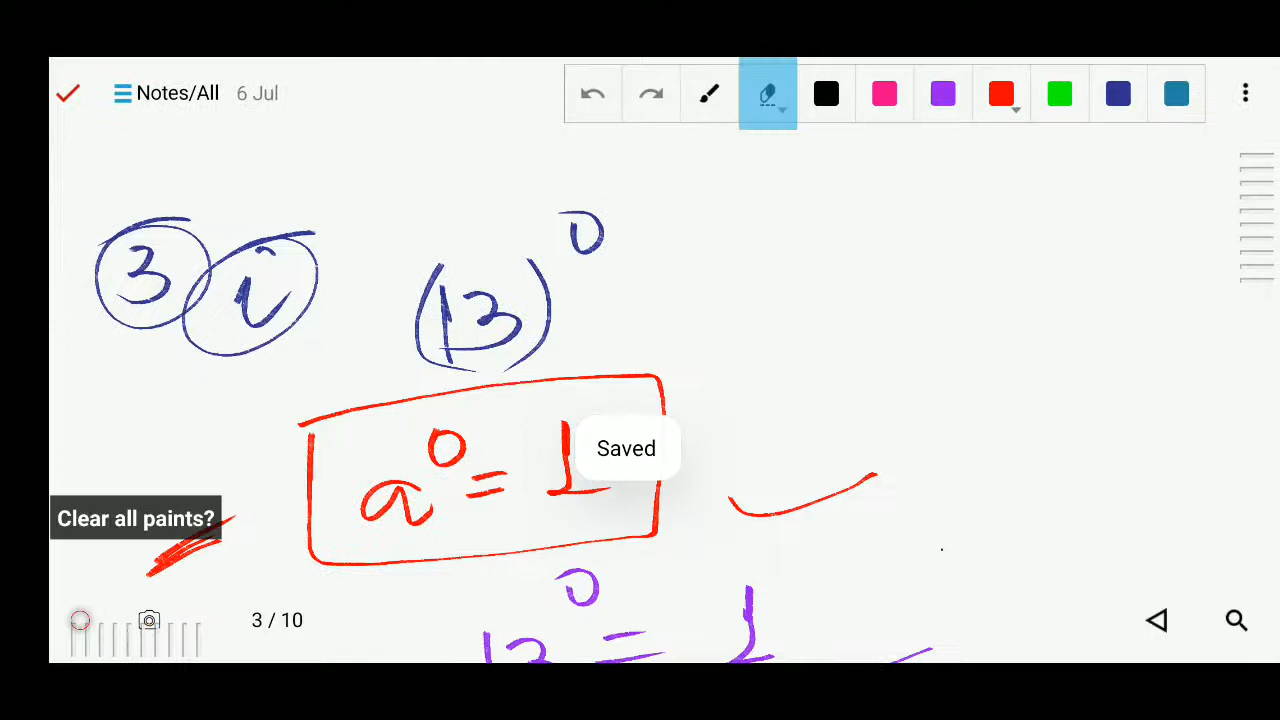 Notes/All 6 Jul
3 i (13)^0
a^0 = 1
Saved
Clear all paints?
13^0 = 1
3 / 10